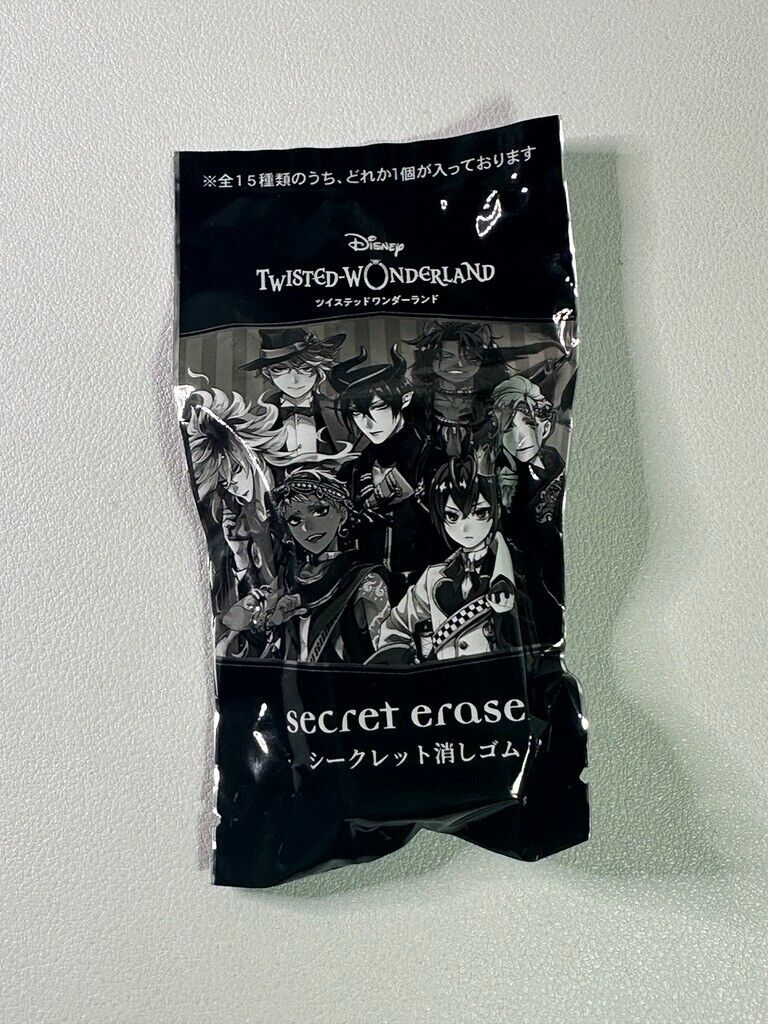 ※全15種類のうち、どれか1個が入っております
Disney
TWISTED-WONDERLAND
ツイステッドワンダーランド
secret erase
シークレット消しゴム